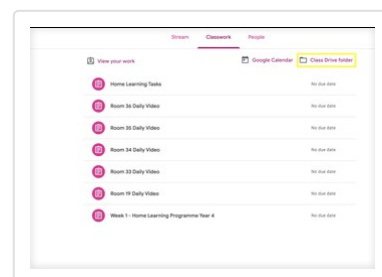 Stream Classwork People
View your work Google Calendar Class Drive folder
Home Learning Tasks No due date
Room 36 Daily Video No due date
Room 35 Daily Video No due date
Room 34 Daily Video No due date
Room 33 Daily Video No due date
Room 19 Daily Video No due date
Week 1 - Home Learning Programme Year 4 No due date